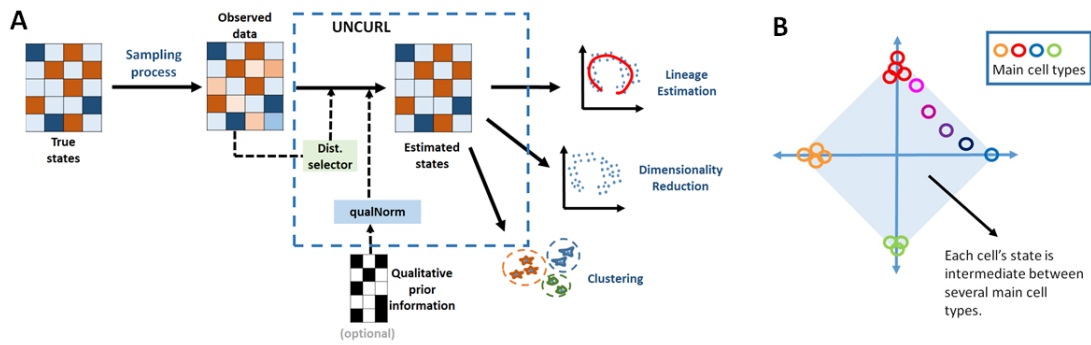 A
Observed
data
UNCURL
Sampling
process
True
states
Dist.
selector
Estimated
states
qualNorm
Qualitative
prior
information
(optional)
Lineage
Estimation
Dimensionality
Reduction
Clustering
B
Main cell types
Each cell's state is
intermediate between
several main cell
types.